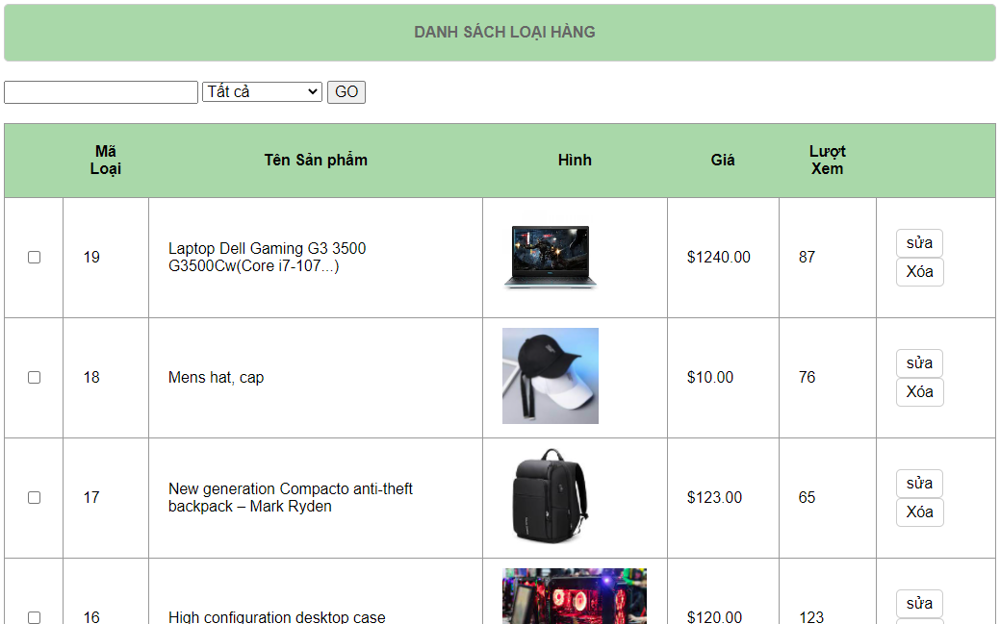 DANH SÁCH LOẠI HÀNG
Tất cả GO
Mã Loại Tên Sản phẩm Hình Giá Lượt Xem
19 Laptop Dell Gaming G3 3500 G3500Cw(Core i7-107...) $1240.00 87 sửa
Xóa
18 Mens hat, cap $10.00 76 sửa
Xóa
17 New generation Compacto anti-theft backpack – Mark Ryden $123.00 65 sửa
Xóa
16 High configuration desktop case $120.00 123 sửa